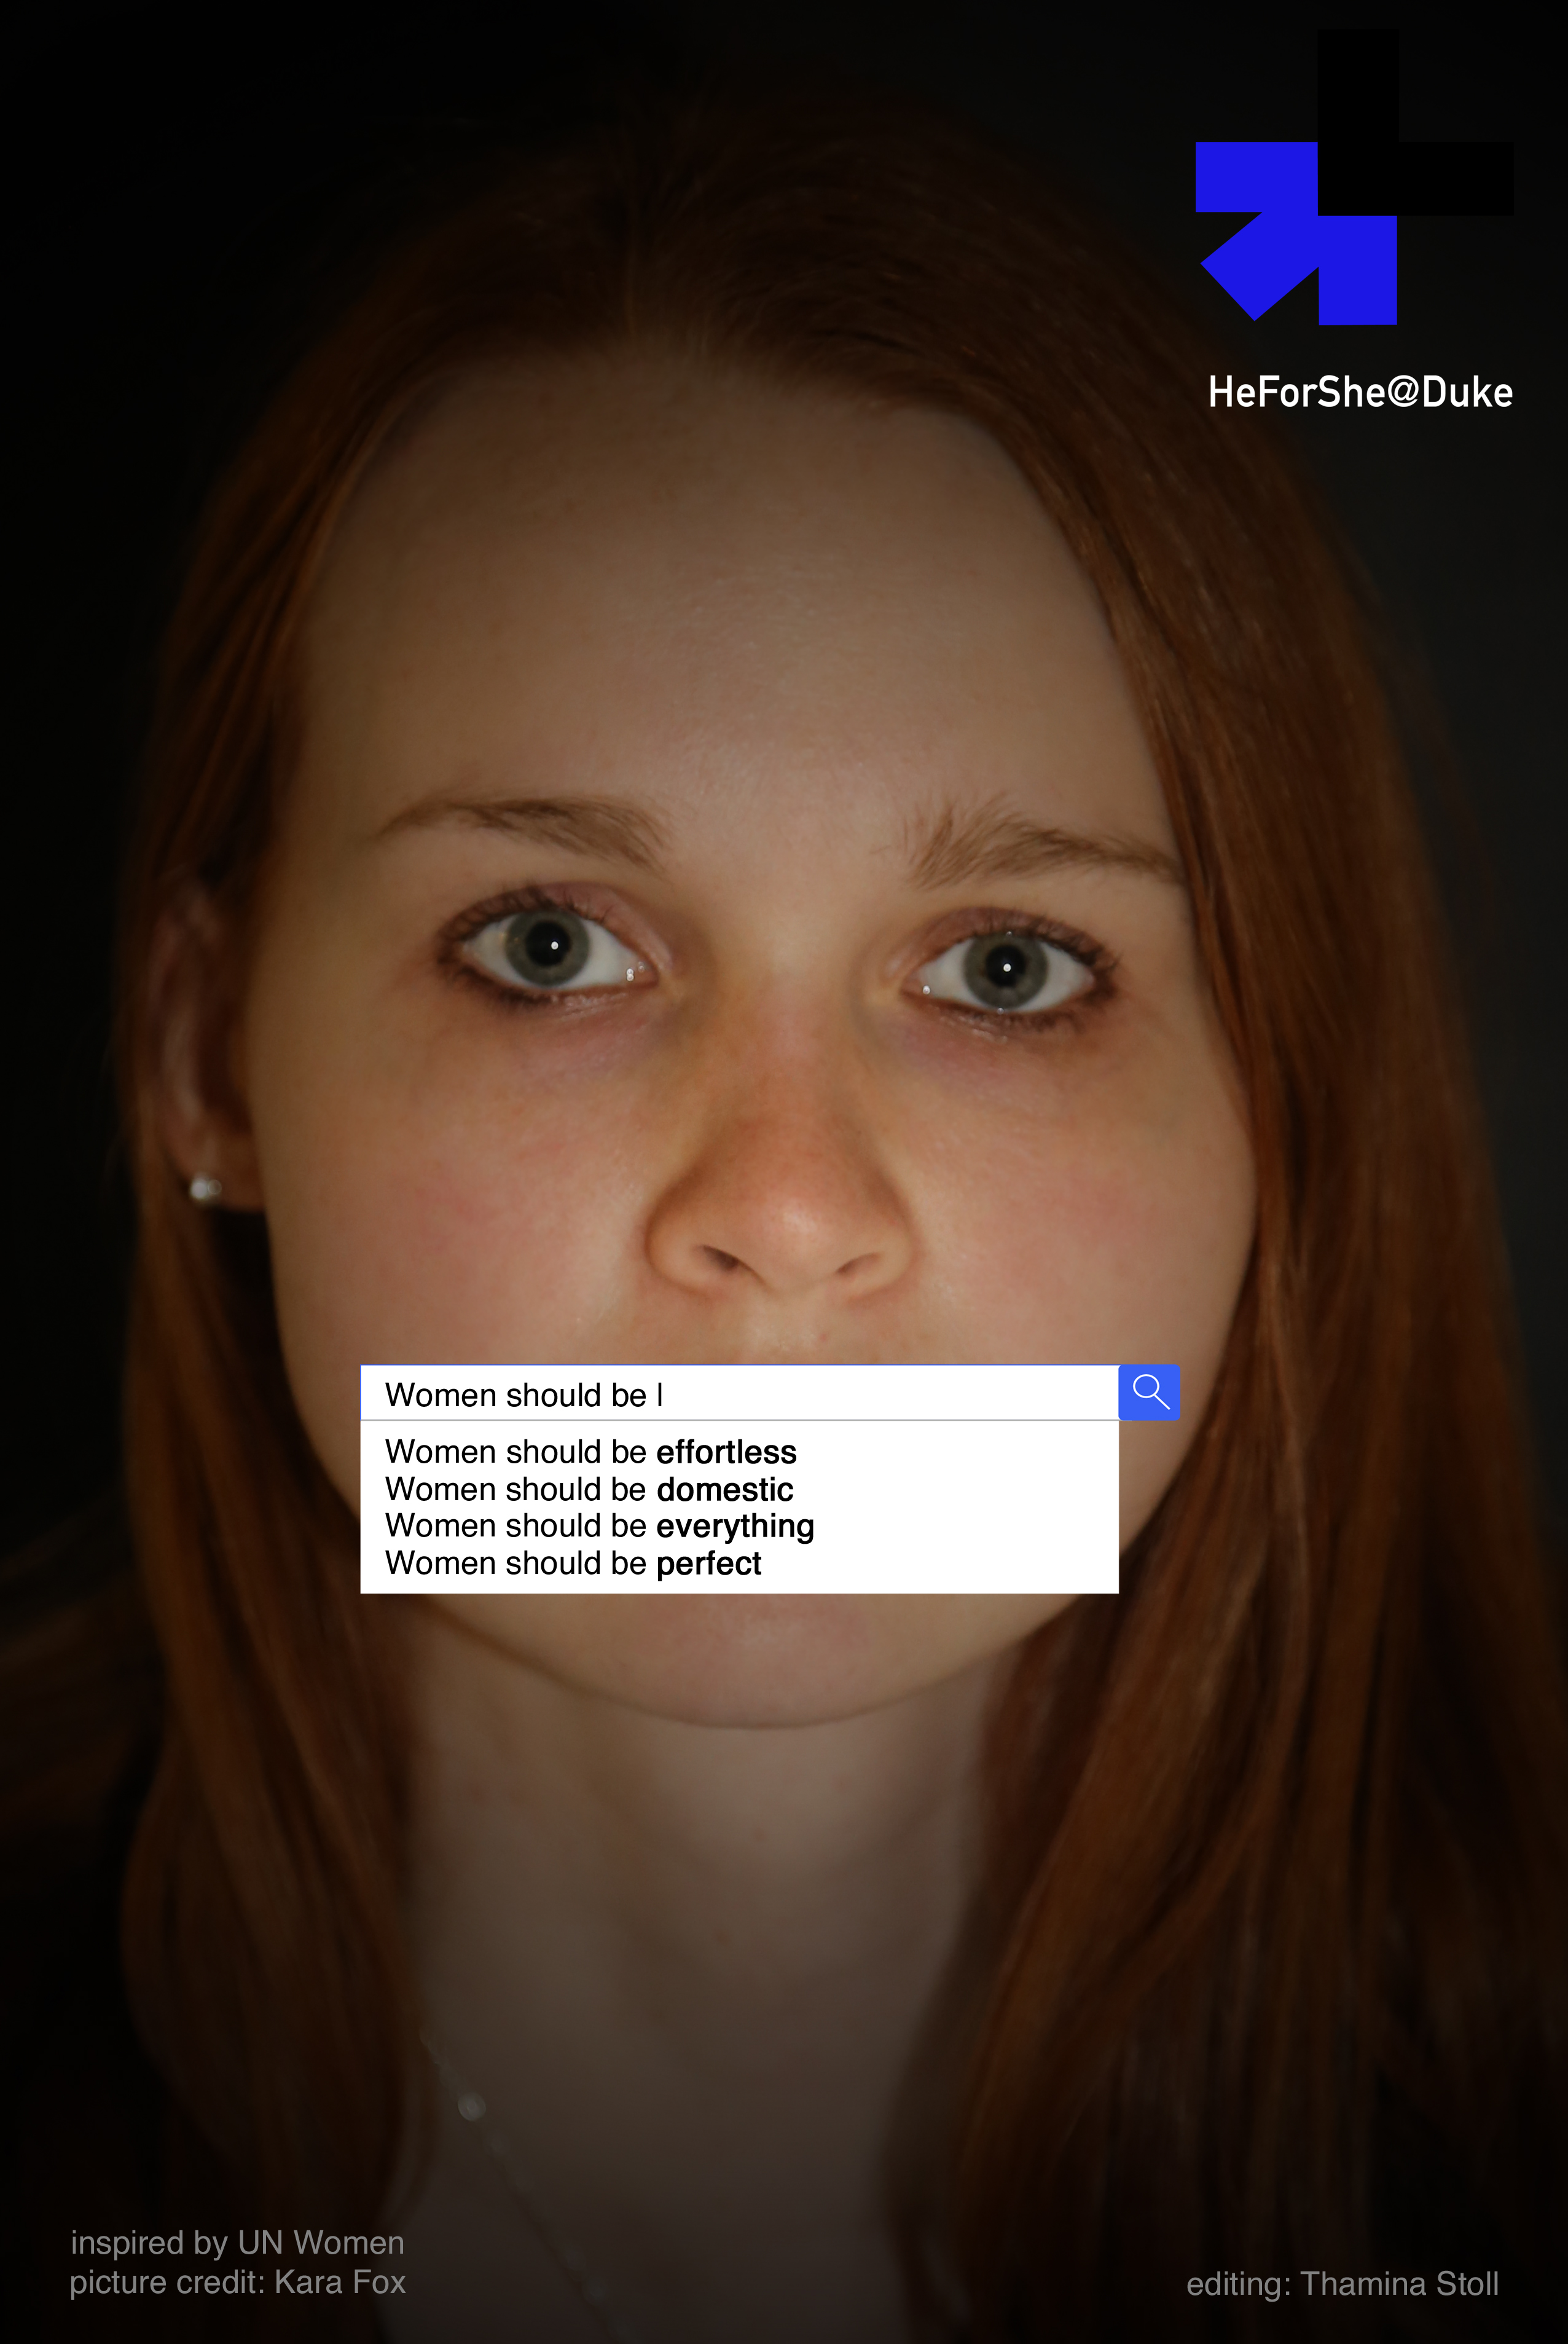 HeForShe@Duke
Women should be
Women should be effortless
Women should be domestic
Women should be everything
Women should be perfect
inspired by UN Women
picture credit: Kara Fox
editing: Thamina Stoll